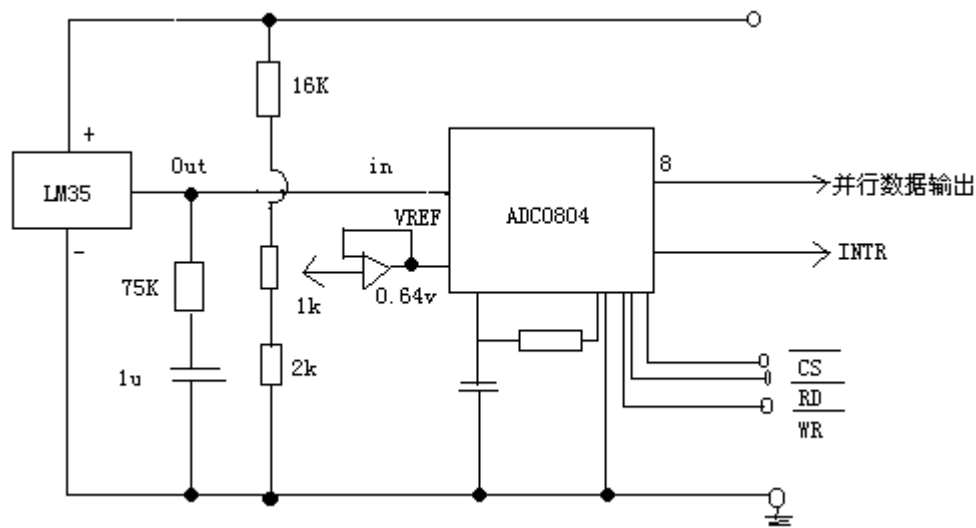 16K
+
LM35
Out
in
8
并行数据输出
ADC0804
VREF
INTR
-
75K
1k
0.64v
1u
2k
CS
RD
WR